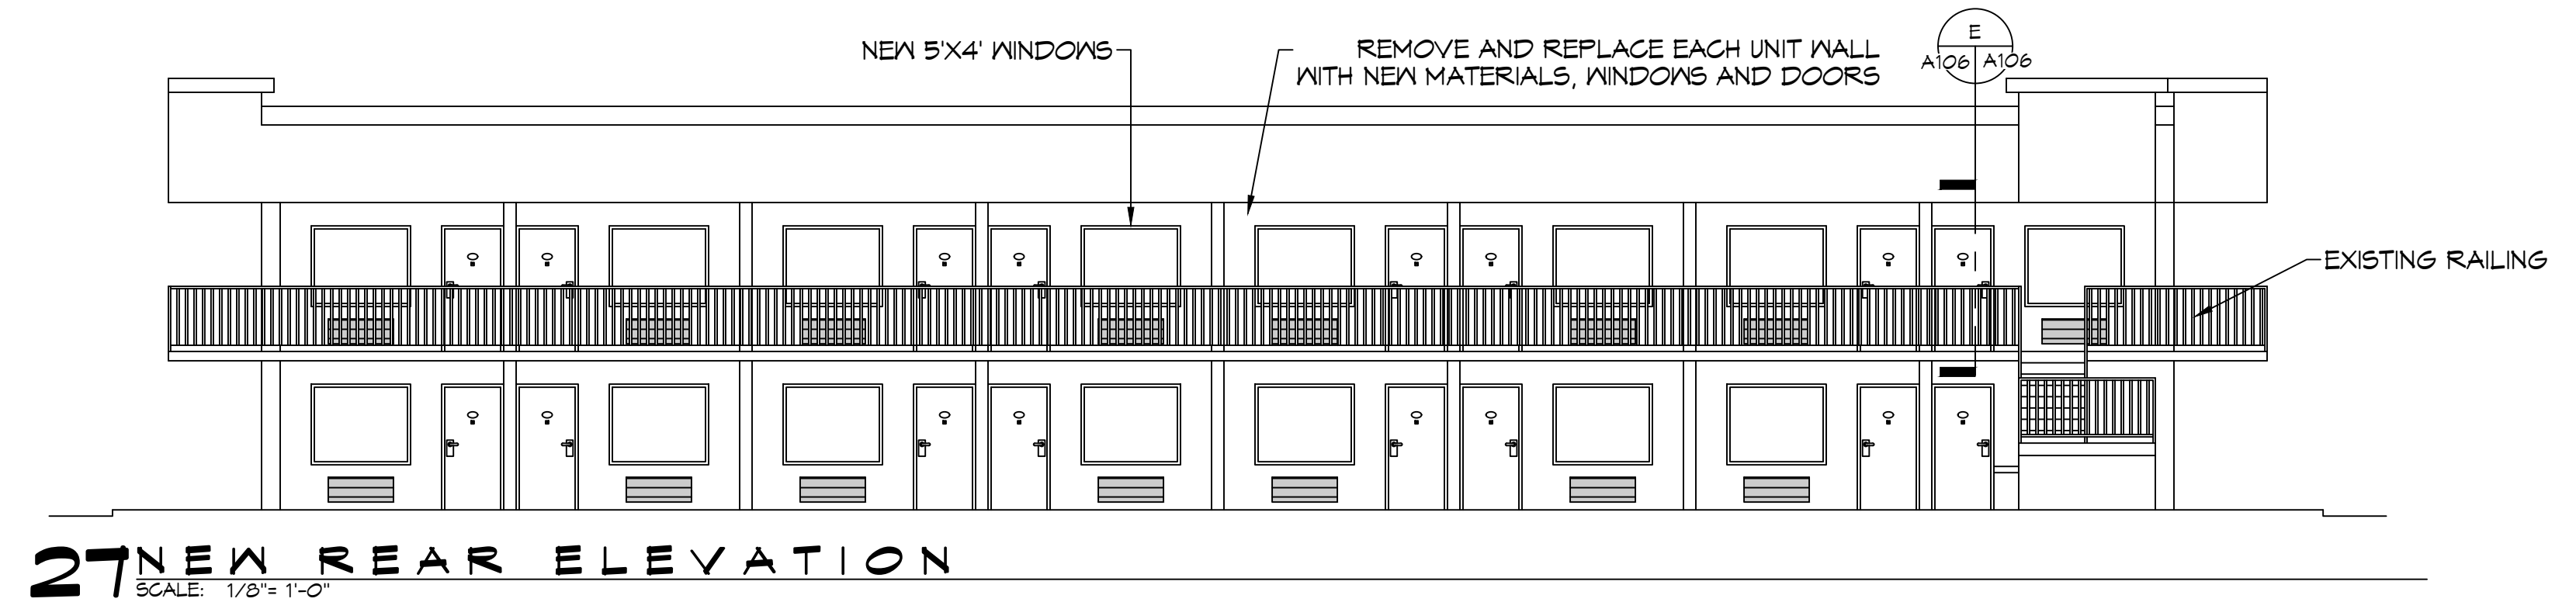 E
A106 A106
NEW 5'X4' WINDOWS
REMOVE AND REPLACE EACH UNIT WALL
WITH NEW MATERIALS, WINDOWS AND DOORS
EXISTING RAILING
27 NEW REAR ELEVATION
SCALE: 1/8"= 1'-0"